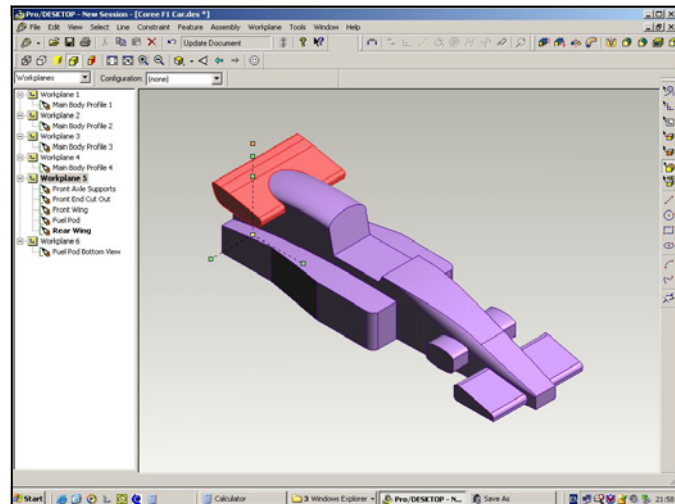 Pro/DESKTOP - New Session - [Coree F1 Car.des *]
File Edit View Select Line Constraint Feature Assembly Workplane Tools Window Help
Update Document
Workplanes Configuration: (none)
Workplane 1
Main Body Profile 1
Workplane 2
Main Body Profile 2
Workplane 3
Main Body Profile 3
Workplane 4
Main Body Profile 4
Workplane 5
Front Axle Supports
Front End Cut Out
Front Wing
Fuel Pod
Rear Wing
Workplane 6
Fuel Pod Bottom View
Start Calculator 3 Windows Explorer Pro/DESKTOP - N... Save As 21:58